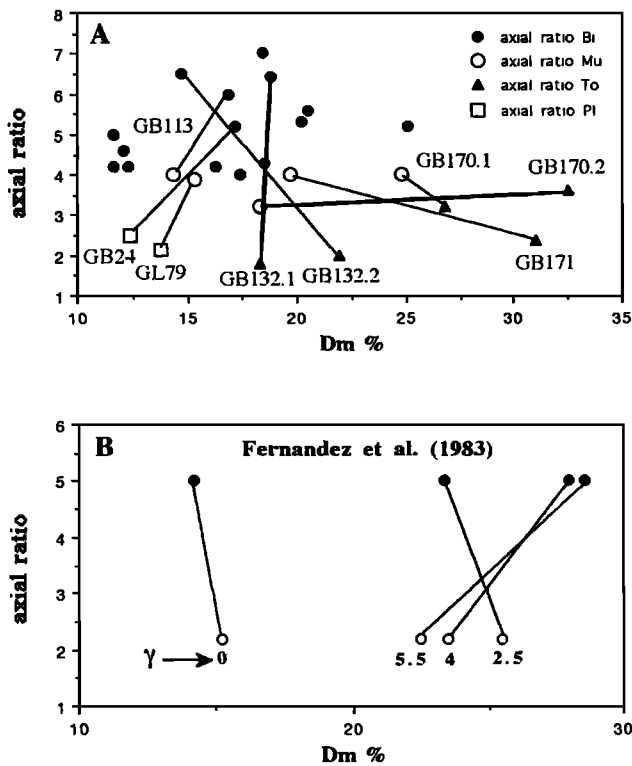 A
axial ratio Bi
axial ratio Mu
axial ratio To
axial ratio Pl
8
7
6
5
4
3
2
1
axial ratio
GB113
GB170.1
GB170.2
GB24
GL79
GB132.1
GB132.2
GB171
10 15 20 25 30 35
Dm %
B
Fernandez et al. (1983)
6
5
4
3
2
1
axial ratio
γ 0 5.5 4 2.5
10 20 30
Dm %